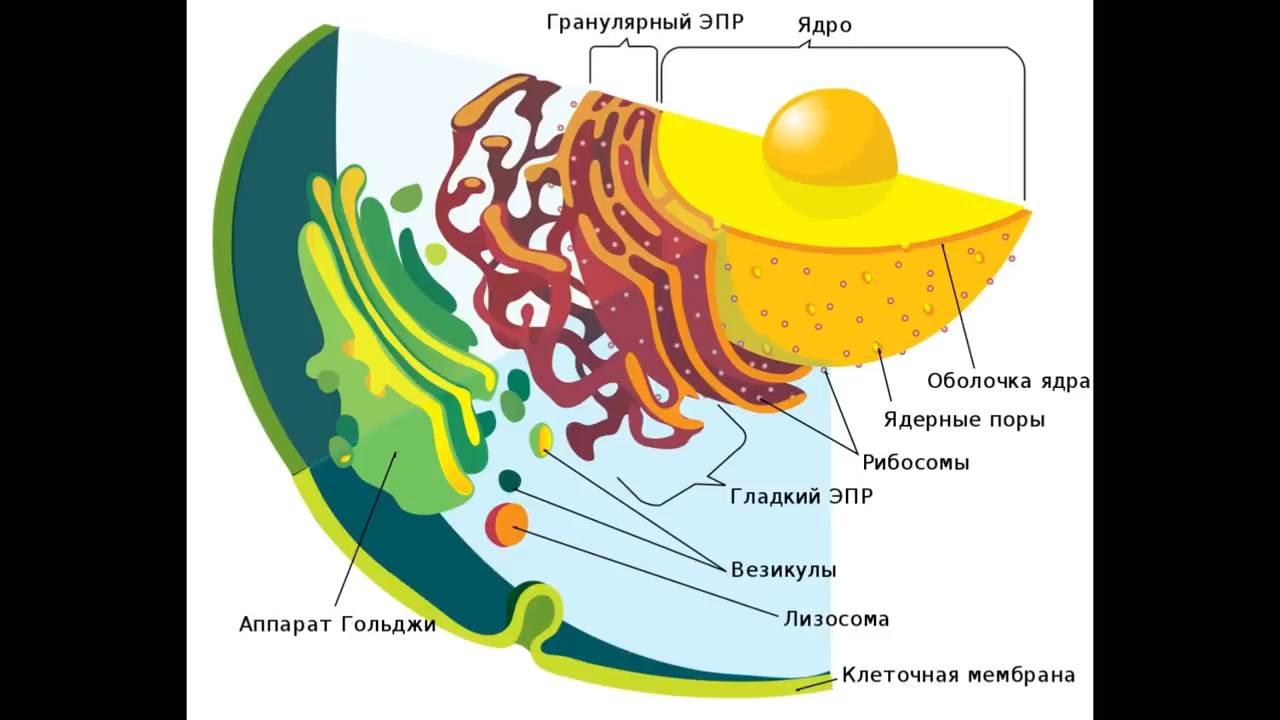 Гранулярный ЭПР
Ядро
Оболочка ядра
Ядерные поры
Рибосомы
Гладкий ЭПР
Везикулы
Лизосома
Аппарат Гольджи
Клеточная мембрана